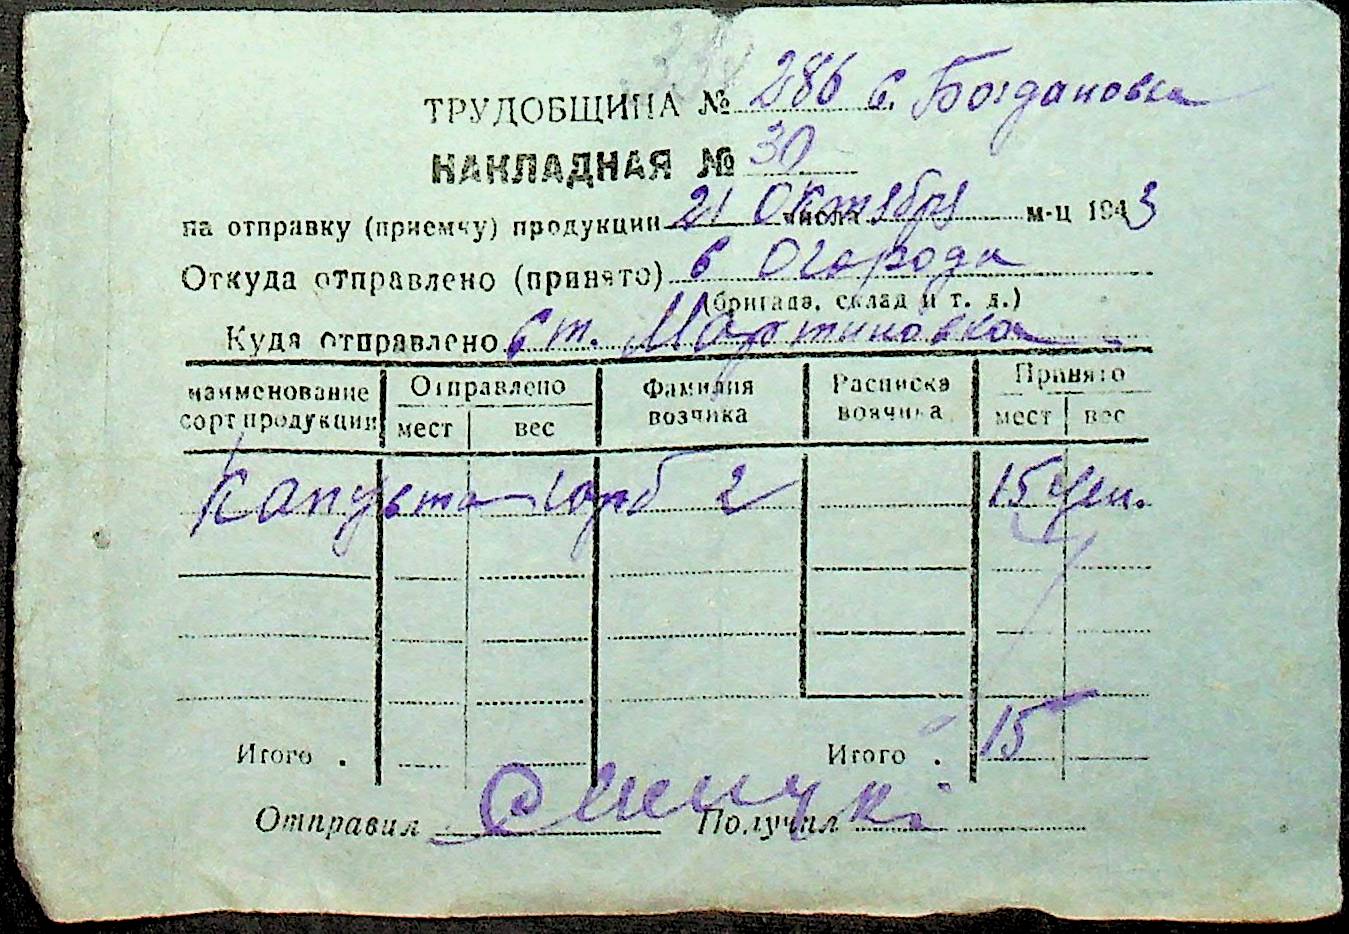 ТРУДОБЩИНА № 286 с. Богдановка
НАКЛАДНАЯ № 30
на отправку (приемку) продукции 21 Октября числа м-ц 1943
Откуда отправлено (принято) с Огорода
(бригада, склад и т. д.)
Куда отправлено ст. Мартиновка
наименование сорт продукции Отправлено мест вес Фамилия возчика Расписка возчика Принято мест вес
Капуста 2 15 цен.
Итого . Итого . 15
Отправил Получил